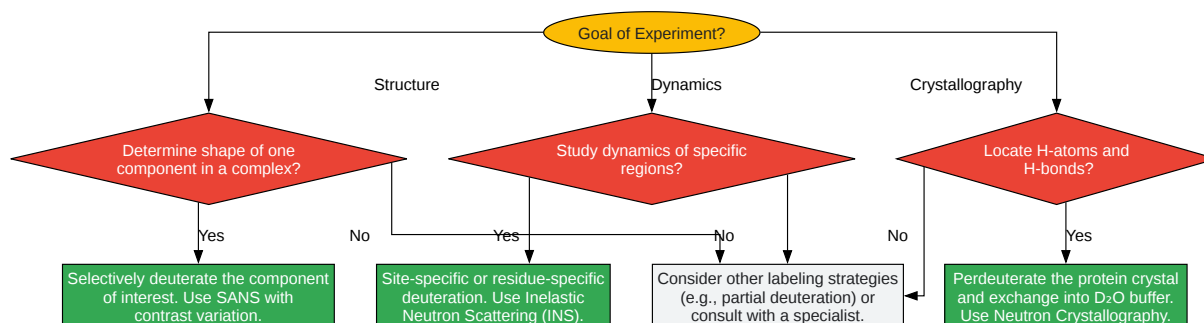 Goal of Experiment?
Structure
Dynamics
Crystallography
Determine shape of one
component in a complex?
Study dynamics of specific
regions?
Locate H-atoms and
H-bonds?
Yes
No
Yes
No
No
Yes
Selectively deuterate the component
of interest. Use SANS with
contrast variation.
Site-specific or residue-specific
deuteration. Use Inelastic
Neutron Scattering (INS).
Consider other labeling strategies
(e.g., partial deuteration) or
consult with a specialist.
Perdeuterate the protein crystal
and exchange into D₂O buffer.
Use Neutron Crystallography.